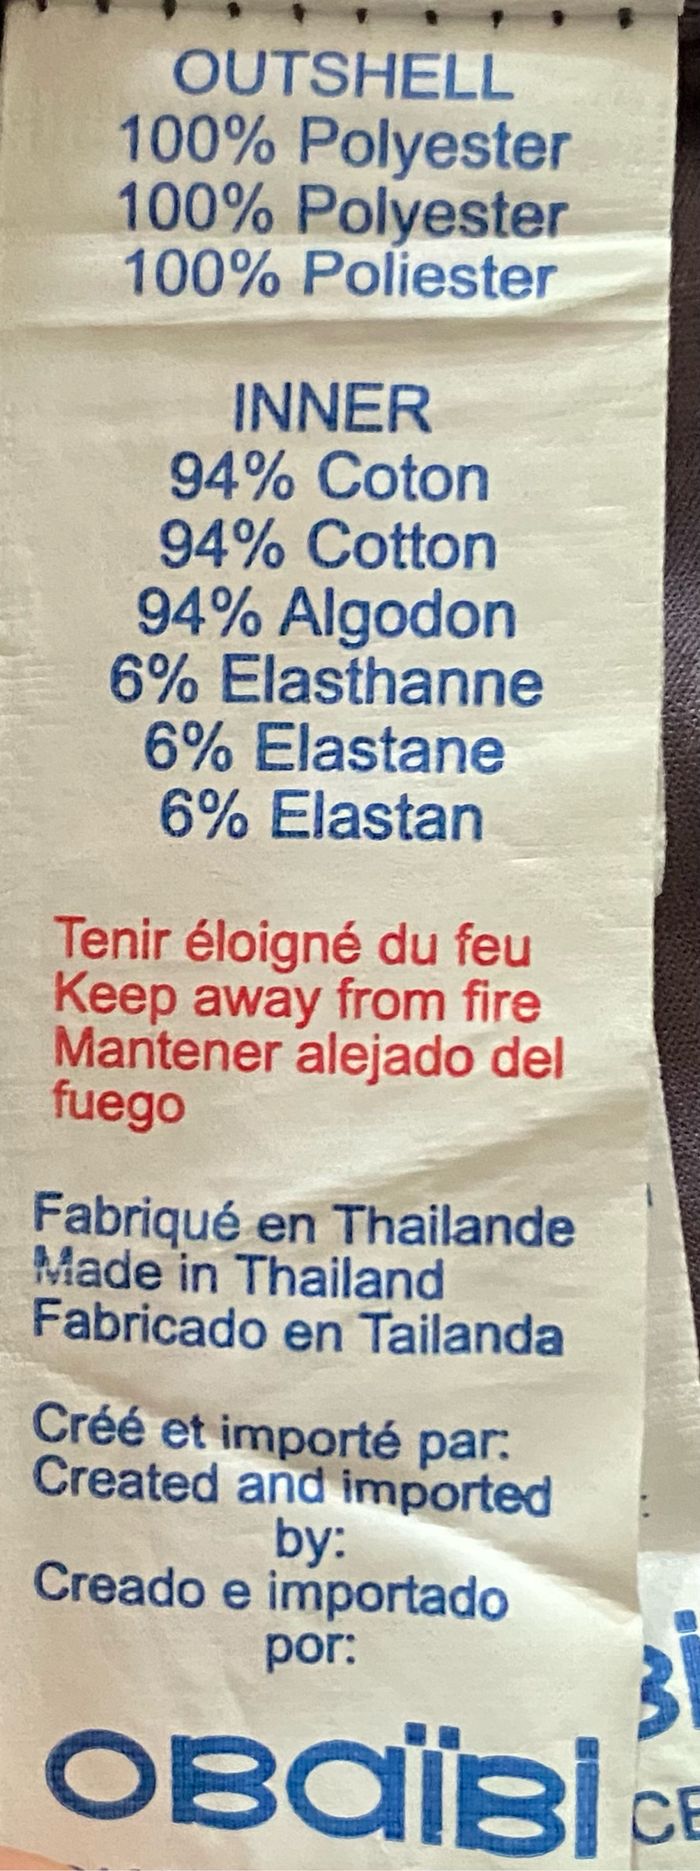 OUTSHELL
100% Polyester
100% Polyester
100% Poliester
INNER
94% Coton
94% Cotton
94% Algodon
6% Elasthanne
6% Elastane
6% Elastan
Tenir éloigné du feu
Keep away from fire
Mantener alejado del
fuego
Fabriqué en Thailande
Made in Thailand
Fabricado en Tailanda
Créé et importé par:
Created and imported
by:
Creado e importado
por:
OBAÏBI